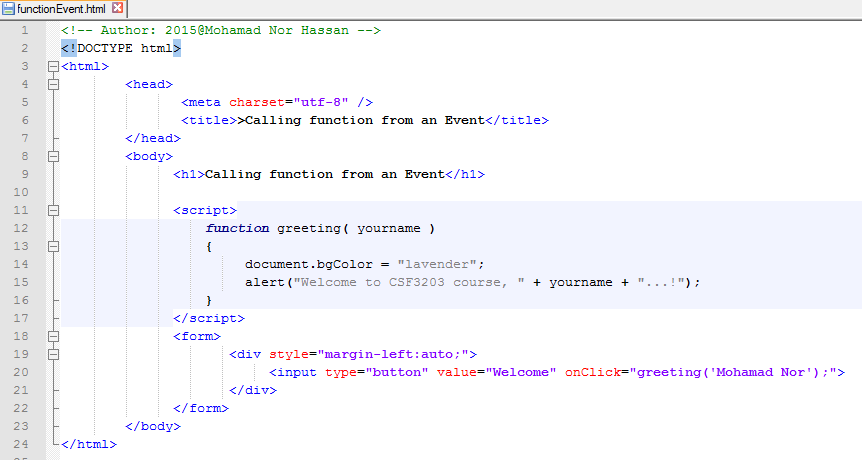 functionEvent.html
1 <!-- Author: 2015@Mohamad Nor Hassan -->
2 <!DOCTYPE html>
3 <html>
4 <head>
5 <meta charset="utf-8" />
6 <title>>Calling function from an Event</title>
7 </head>
8 <body>
9 <h1>Calling function from an Event</h1>
10
11 <script>
12 function greeting( yourname )
13 {
14 document.bgColor = "lavender";
15 alert("Welcome to CSF3203 course, " + yourname + "...!");
16 }
17 </script>
18 <form>
19 <div style="margin-left:auto;">
20 <input type="button" value="Welcome" onClick="greeting('Mohamad Nor');">
21 </div>
22 </form>
23 </body>
24 </html>